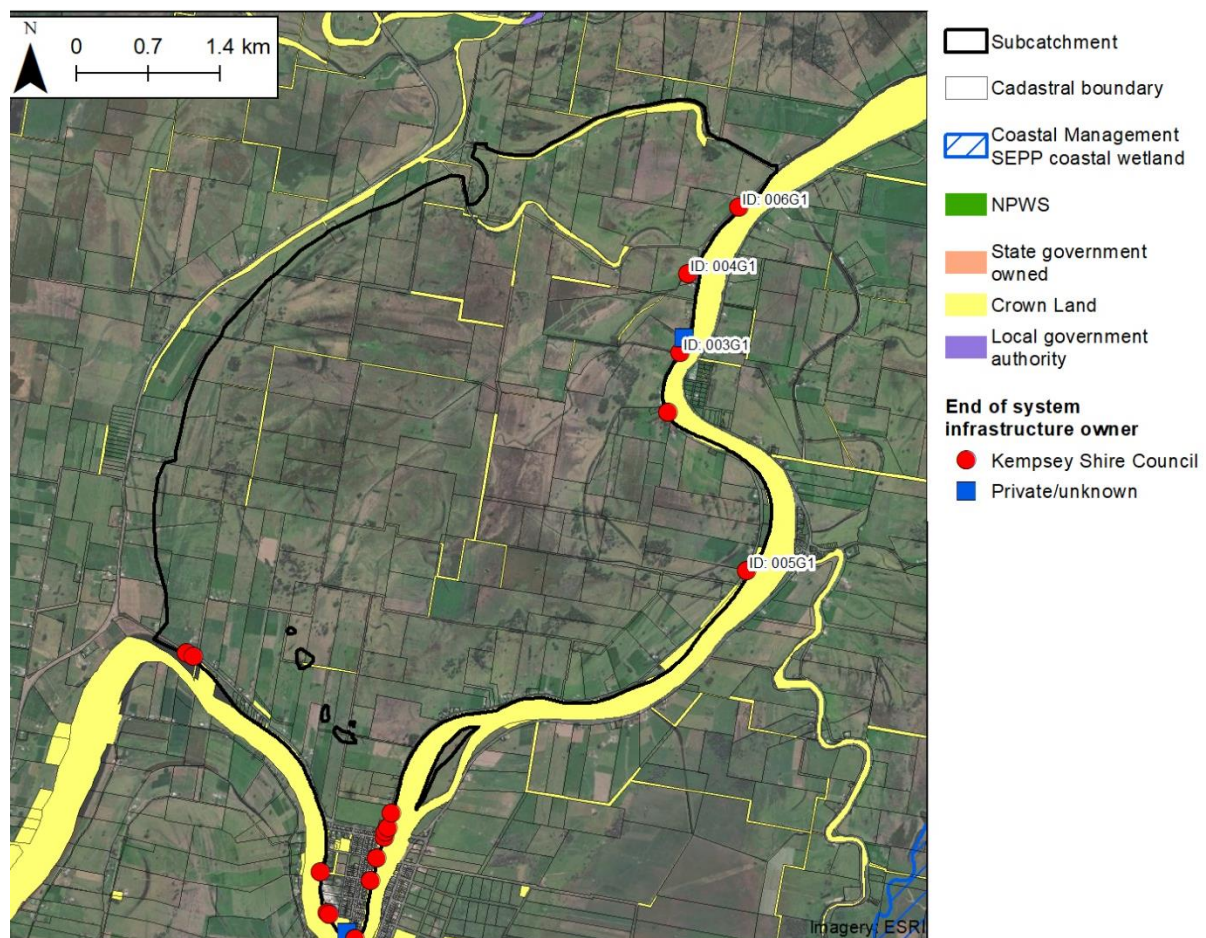 N
0 0.7 1.4 km
ID: 006G1
ID: 004G1
ID: 003G1
ID: 005G1
Imagery: ESRI
Subcatchment
Cadastral boundary
Coastal Management
SEPP coastal wetland
NPWS
State government
owned
Crown Land
Local government
authority
End of system
infrastructure owner
Kempsey Shire Council
Private/unknown